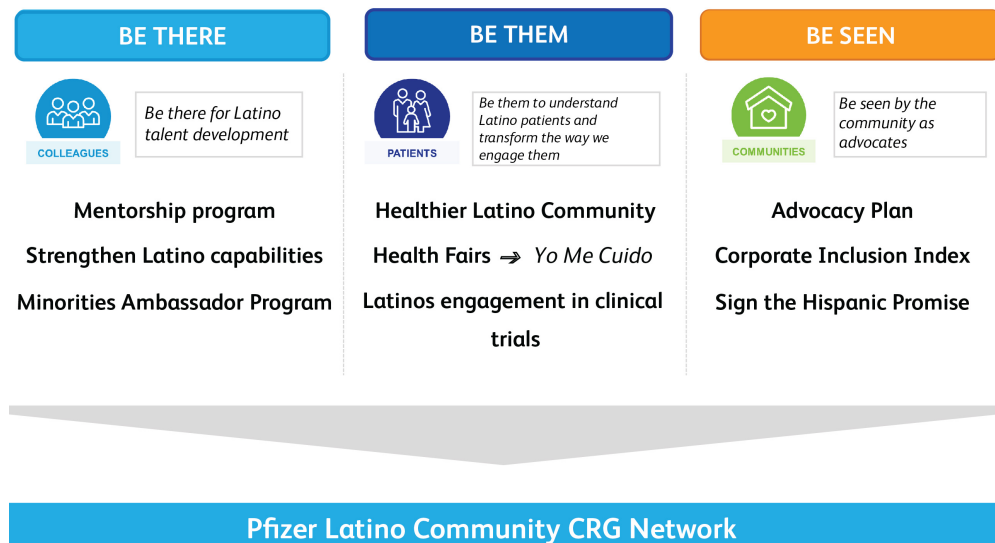 BE THERE
BE THEM
BE SEEN
COLLEAGUES
Be there for Latino
talent development
PATIENTS
Be them to understand
Latino patients and
transform the way we
engage them
COMMUNITIES
Be seen by the
community as
advocates
Mentorship program
Strengthen Latino capabilities
Minorities Ambassador Program
Healthier Latino Community
Health Fairs ⇒ Yo Me Cuido
Latinos engagement in clinical
trials
Advocacy Plan
Corporate Inclusion Index
Sign the Hispanic Promise
Pfizer Latino Community CRG Network